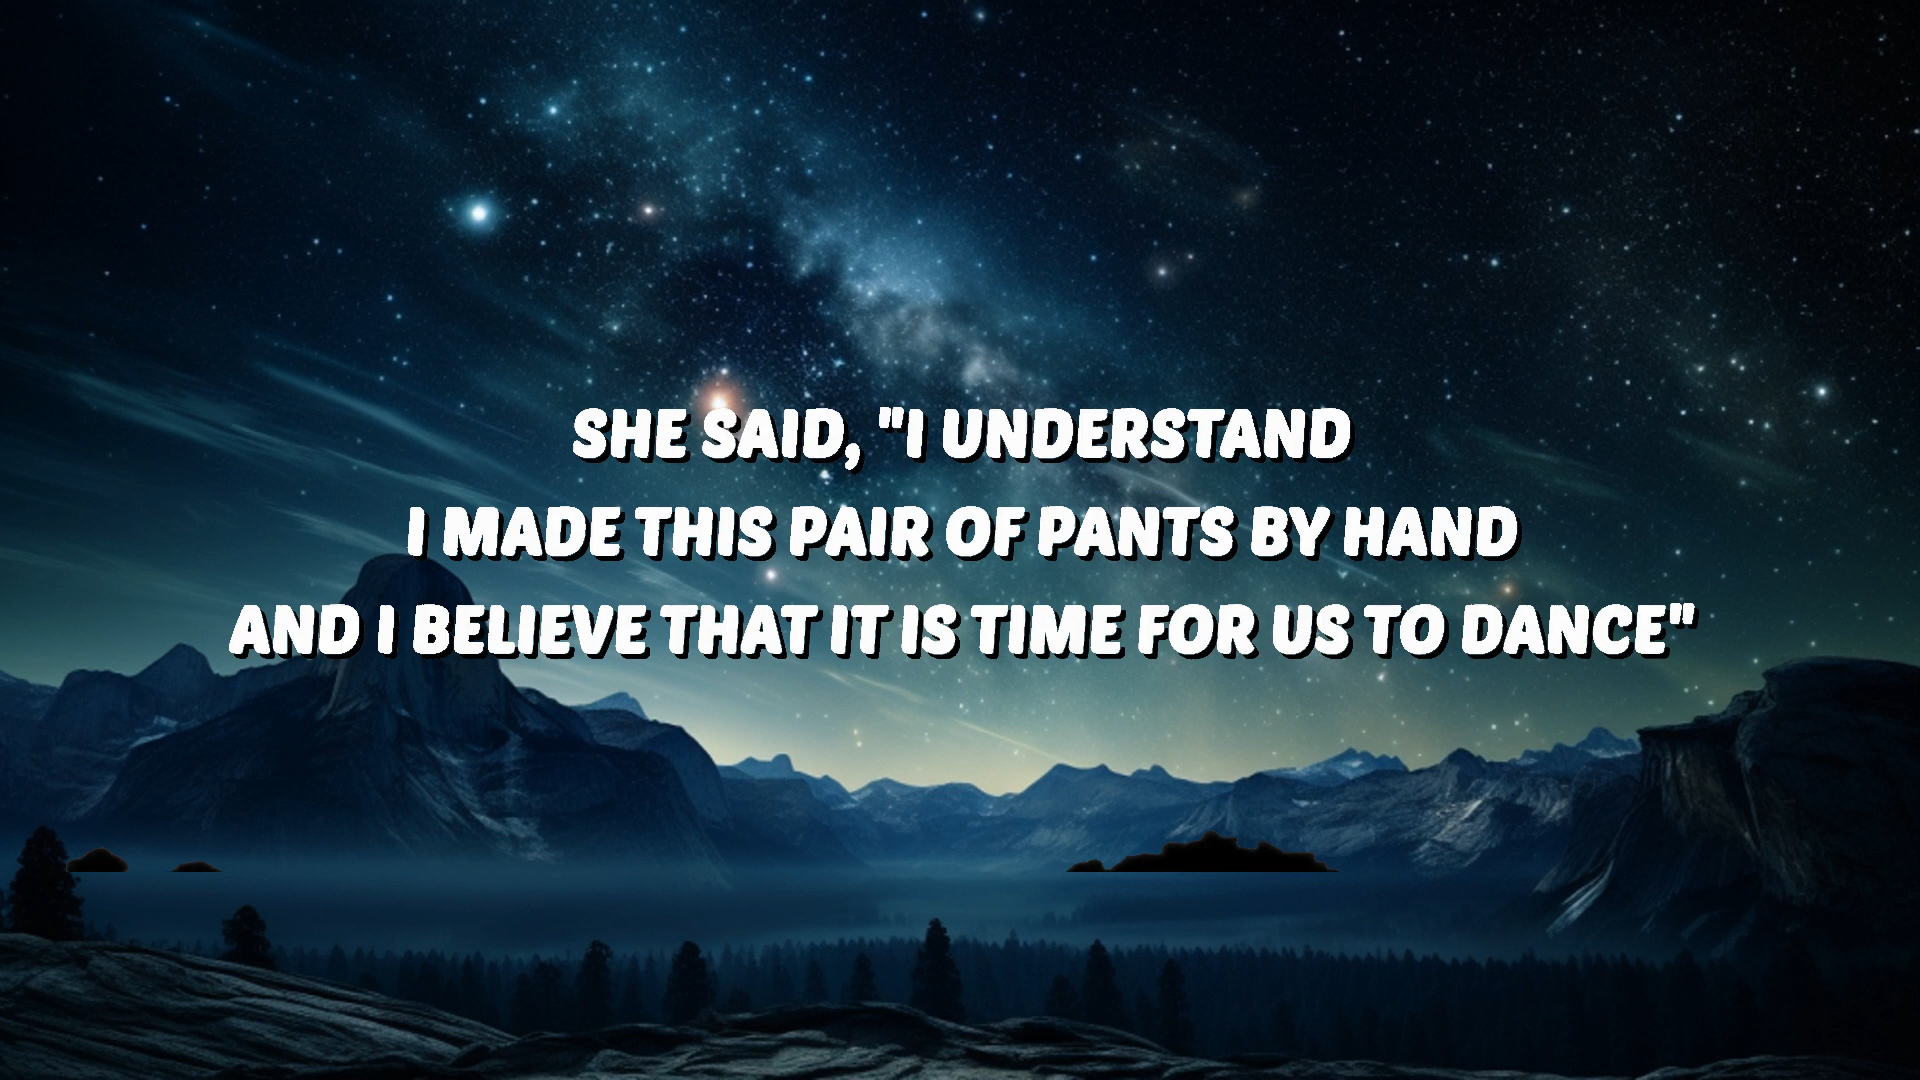 SHE SAID, "I UNDERSTAND
I MADE THIS PAIR OF PANTS BY HAND
AND I BELIEVE THAT IT IS TIME FOR US TO DANCE"